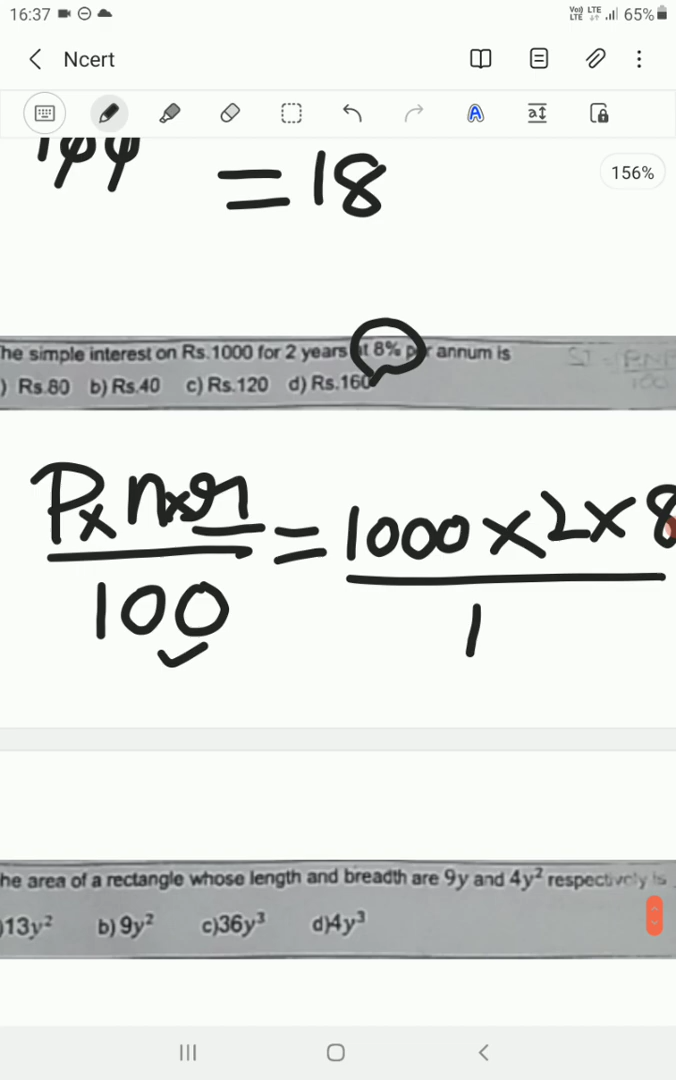 16:37 65%
Ncert
156%
= 18
he simple interest on Rs.1000 for 2 years at 8% per annum is
) Rs.80 b) Rs.40 c) Rs.120 d) Rs.160
P x n x r = 1000 x 2 x 8
100 1
he area of a rectangle whose length and breadth are 9y and 4y² respectively is
)13y² b) 9y² c)36y³ d)4y³